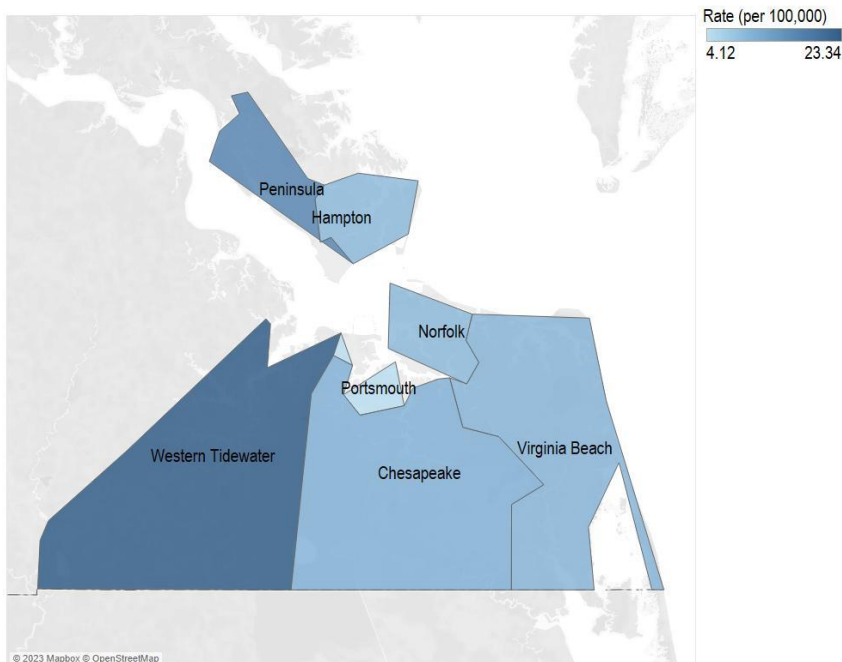 Rate (per 100,000)
4.12 23.34
Peninsula
Hampton
Norfolk
Portsmouth
Western Tidewater
Virginia Beach
Chesapeake
© 2023 Mapbox © OpenStreetMap